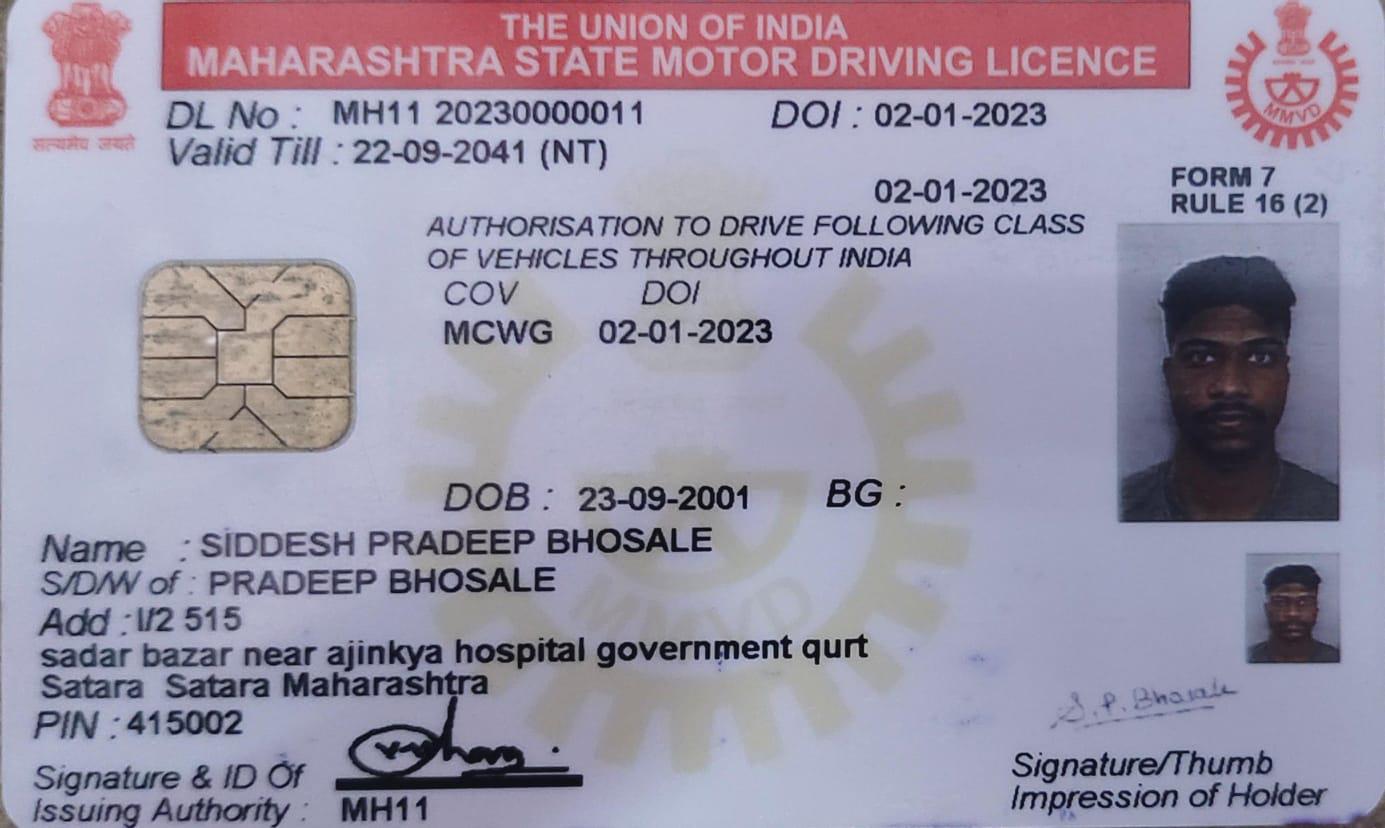 THE UNION OF INDIA
MAHARASHTRA STATE MOTOR DRIVING LICENCE
सत्यमेव जयते
MMVD
DL No : MH11 20230000011 DOI : 02-01-2023
Valid Till : 22-09-2041 (NT)
02-01-2023
FORM 7
RULE 16 (2)
AUTHORISATION TO DRIVE FOLLOWING CLASS
OF VEHICLES THROUGHOUT INDIA
COV DOI
MCWG 02-01-2023
DOB : 23-09-2001 BG :
Name : SIDDESH PRADEEP BHOSALE
S/D/W of : PRADEEP BHOSALE
Add : I/2 515
sadar bazar near ajinkya hospital government qurt
Satara Satara Maharashtra
PIN : 415002
MMVD
S. P. Bhosale
Signature & ID Of
Issuing Authority : MH11
Signature/Thumb
Impression of Holder